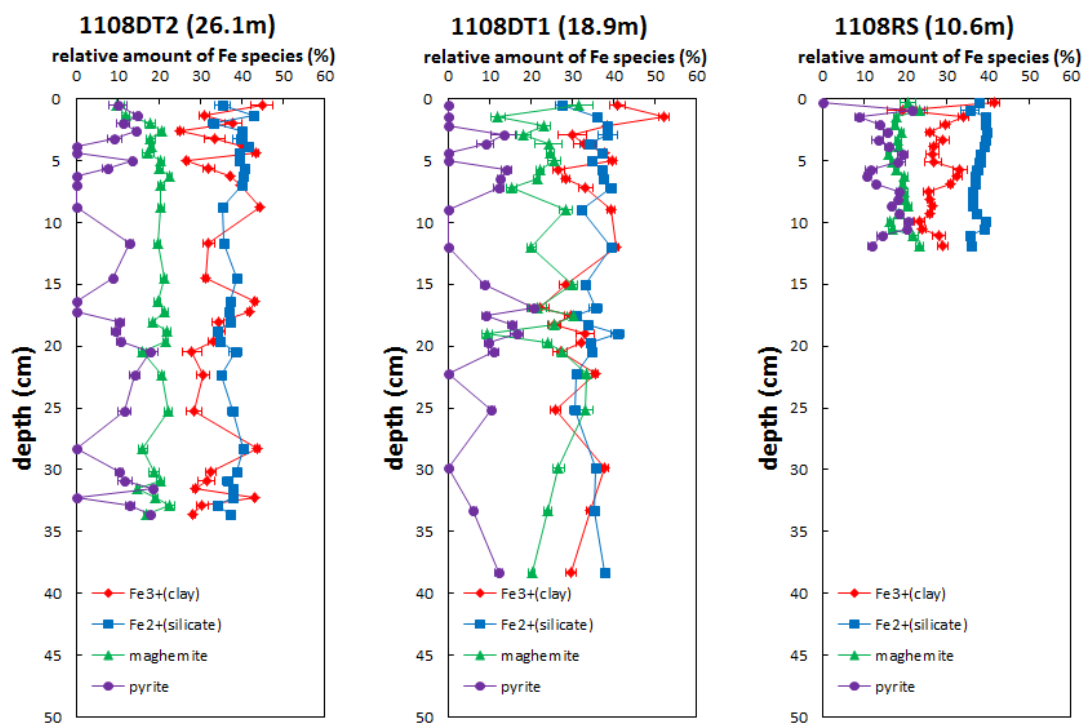 1108DT2 (26.1m)
relative amount of Fe species (%)
0 10 20 30 40 50 60
0
5
10
15
20
25
30
35
40
45
50
depth (cm)
Fe3+(clay)
Fe2+(silicate)
maghemite
pyrite
1108DT1 (18.9m)
relative amount of Fe species (%)
0 10 20 30 40 50 60
0
5
10
15
20
25
30
35
40
45
50
depth (cm)
Fe3+(clay)
Fe2+(silicate)
maghemite
pyrite
1108RS (10.6m)
relative amount of Fe species (%)
0 10 20 30 40 50 60
0
5
10
15
20
25
30
35
40
45
50
depth (cm)
Fe3+(clay)
Fe2+(silicate)
maghemite
pyrite